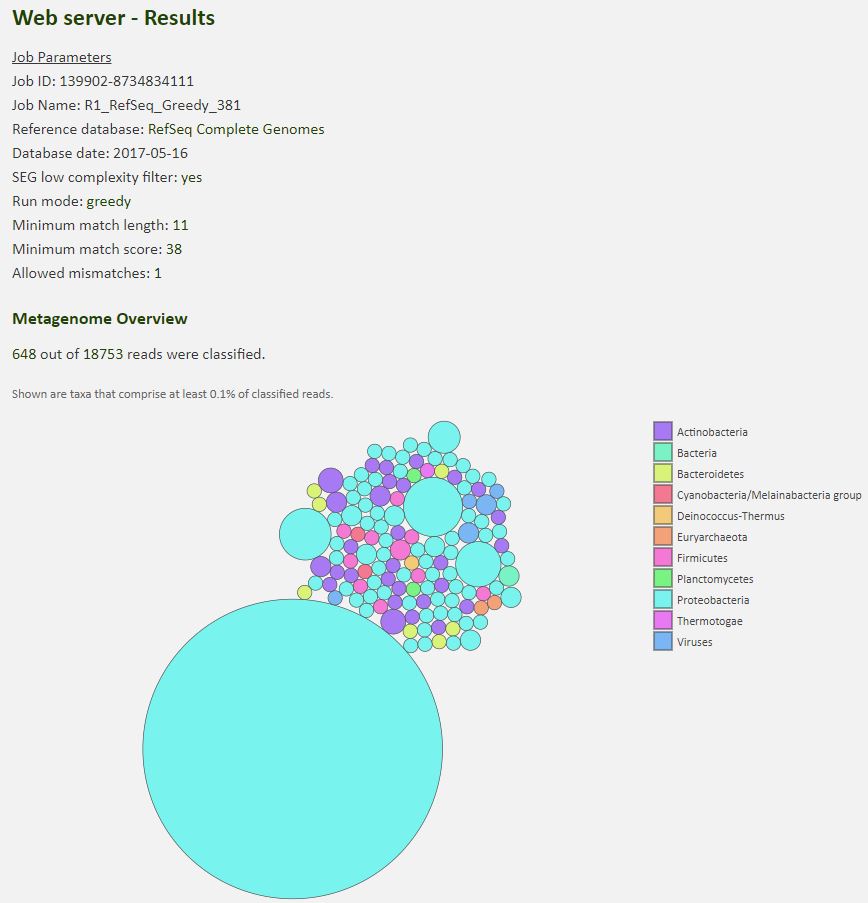 Web server - Results
Job Parameters
Job ID: 139902-8734834111
Job Name: R1_RefSeq_Greedy_381
Reference database: RefSeq Complete Genomes
Database date: 2017-05-16
SEG low complexity filter: yes
Run mode: greedy
Minimum match length: 11
Minimum match score: 38
Allowed mismatches: 1
Metagenome Overview
648 out of 18753 reads were classified.
Shown are taxa that comprise at least 0.1% of classified reads.
Actinobacteria
Bacteria
Bacteroidetes
Cyanobacteria/Melainabacteria group
Deinococcus-Thermus
Euryarchaeota
Firmicutes
Planctomycetes
Proteobacteria
Thermotogae
Viruses